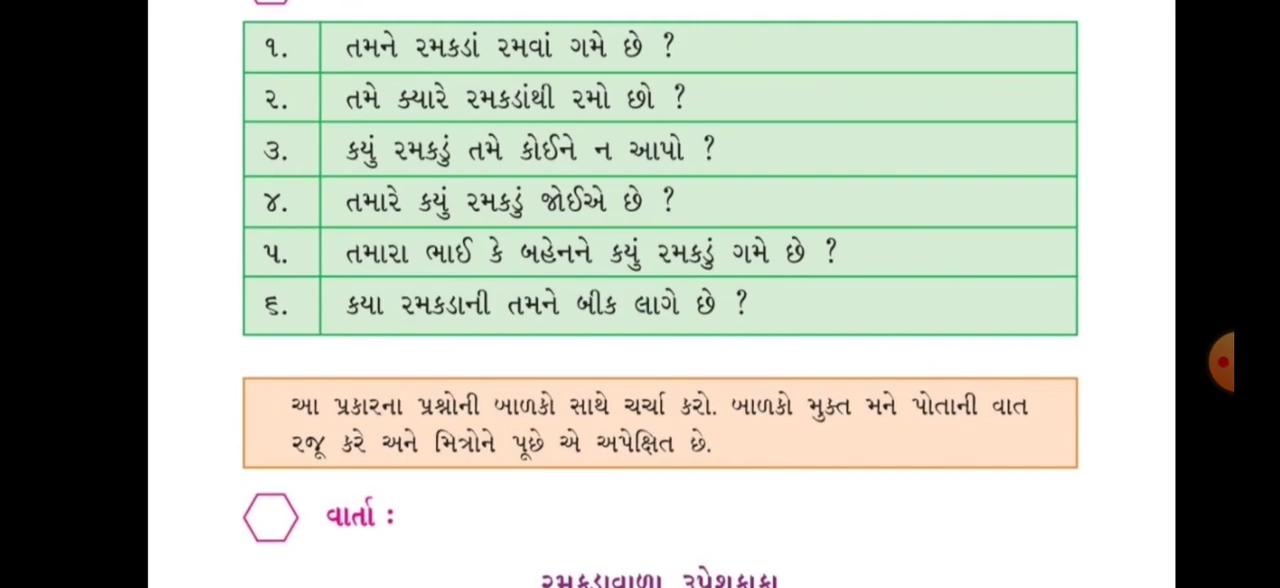 ૧. તમને રમકડાં રમવાં ગમે છે ?
૨. તમે ક્યારે રમકડાંથી રમો છો ?
૩. કયું રમકડું તમે કોઈને ન આપો ?
૪. તમારે કયું રમકડું જોઈએ છે ?
૫. તમારા ભાઈ કે બહેનને કયું રમકડું ગમે છે ?
૬. કયા રમકડાની તમને બીક લાગે છે ?
આ પ્રકારના પ્રશ્નોની બાળકો સાથે ચર્ચા કરો. બાળકો મુક્ત મને પોતાની વાત
રજૂ કરે અને મિત્રોને પૂછે એ અપેક્ષિત છે.
વાર્તા :
રમકડાવાળા રૂપેશકાકા